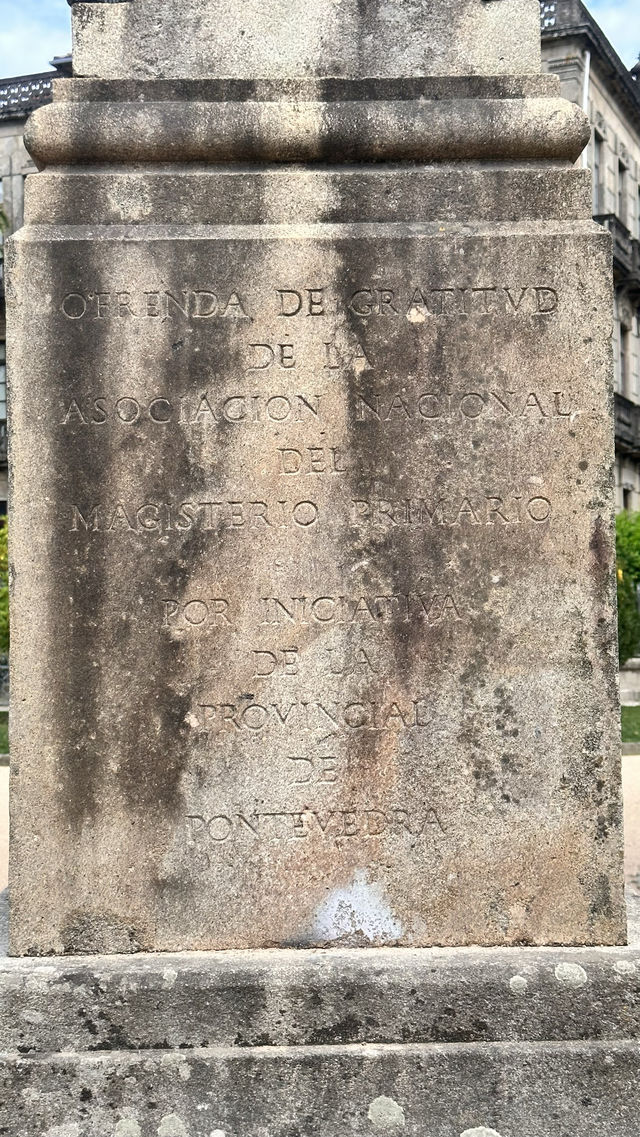 OFRENDA DE GRATITVD
DE LA
ASOCIACION NACIONAL
DEL
MAGISTERIO PRIMARIO
POR INICIATIVA
DE LA
PROVINCIAL
DE
PONTEVEDRA